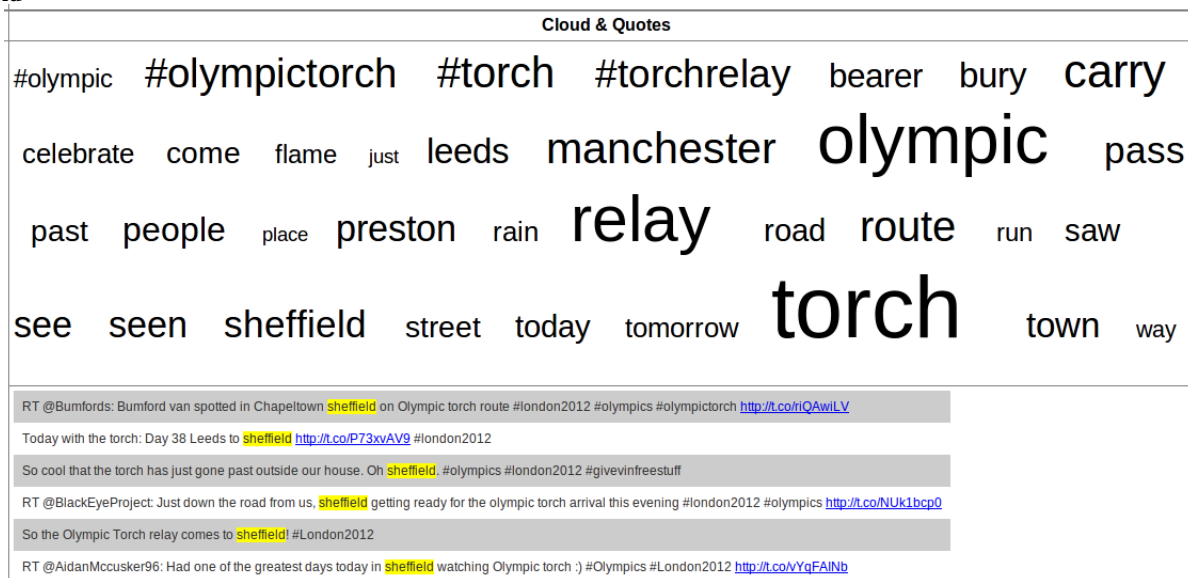 Cloud & Quotes
#olympic #olympictorch #torch #torchrelay bearer bury carry
celebrate come flame just leeds manchester olympic pass
past people place preston rain relay road route run saw
see seen sheffield street today tomorrow torch town way
RT @Bumfords: Bumford van spotted in Chapeltown sheffield on Olympic torch route #london2012 #olympics #olympictorch http://t.co/riQAwiLV
Today with the torch: Day 38 Leeds to sheffield http://t.co/P73xvAV9 #london2012
So cool that the torch has just gone past outside our house. Oh sheffield. #olympics #london2012 #givevinfreestuff
RT @BlackEyeProject: Just down the road from us, sheffield getting ready for the olympic torch arrival this evening #london2012 #olympics http://t.co/NUk1bcp0
So the Olympic Torch relay comes to sheffield! #London2012
RT @AidanMccusker96: Had one of the greatest days today in sheffield watching Olympic torch :) #Olympics #London2012 http://t.co/vYqFAlNb